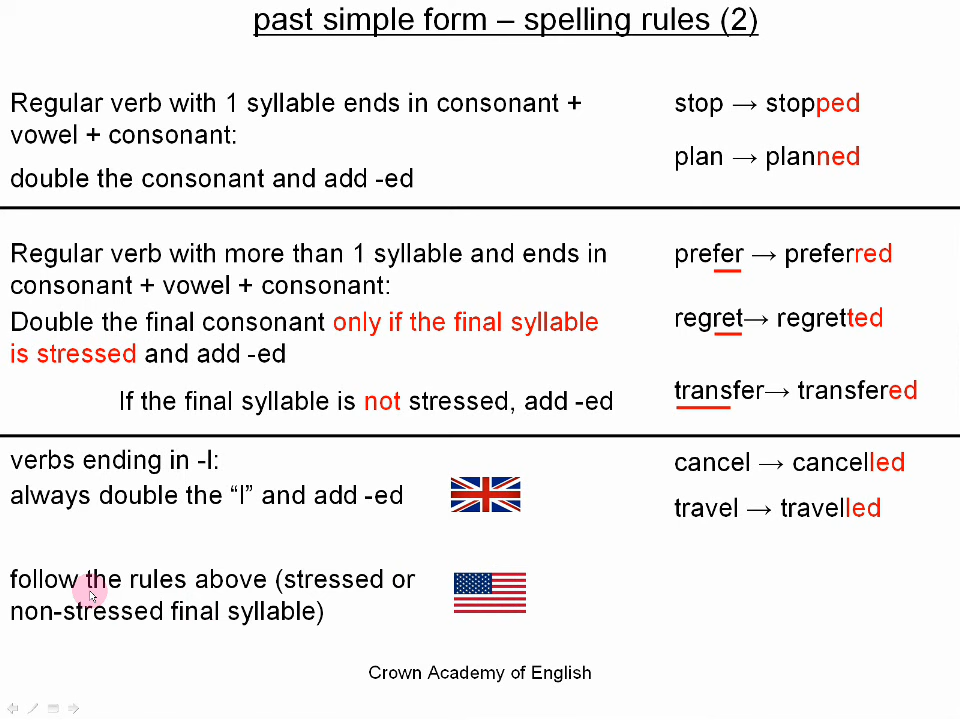 past simple form – spelling rules (2)
Regular verb with 1 syllable ends in consonant +
vowel + consonant:
double the consonant and add -ed
stop → stopped
plan → planned
Regular verb with more than 1 syllable and ends in
consonant + vowel + consonant:
Double the final consonant only if the final syllable
is stressed and add -ed
If the final syllable is not stressed, add -ed
prefer → preferred
regret→ regretted
transfer→ transfered
verbs ending in -l:
always double the “l” and add -ed
cancel → cancelled
travel → travelled
follow the rules above (stressed or
non-stressed final syllable)
Crown Academy of English